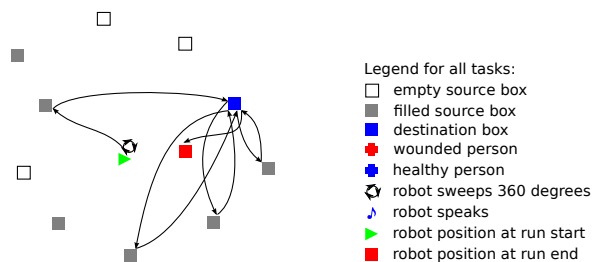 Legend for all tasks:
empty source box
filled source box
destination box
wounded person
healthy person
robot sweeps 360 degrees
robot speaks
robot position at run start
robot position at run end